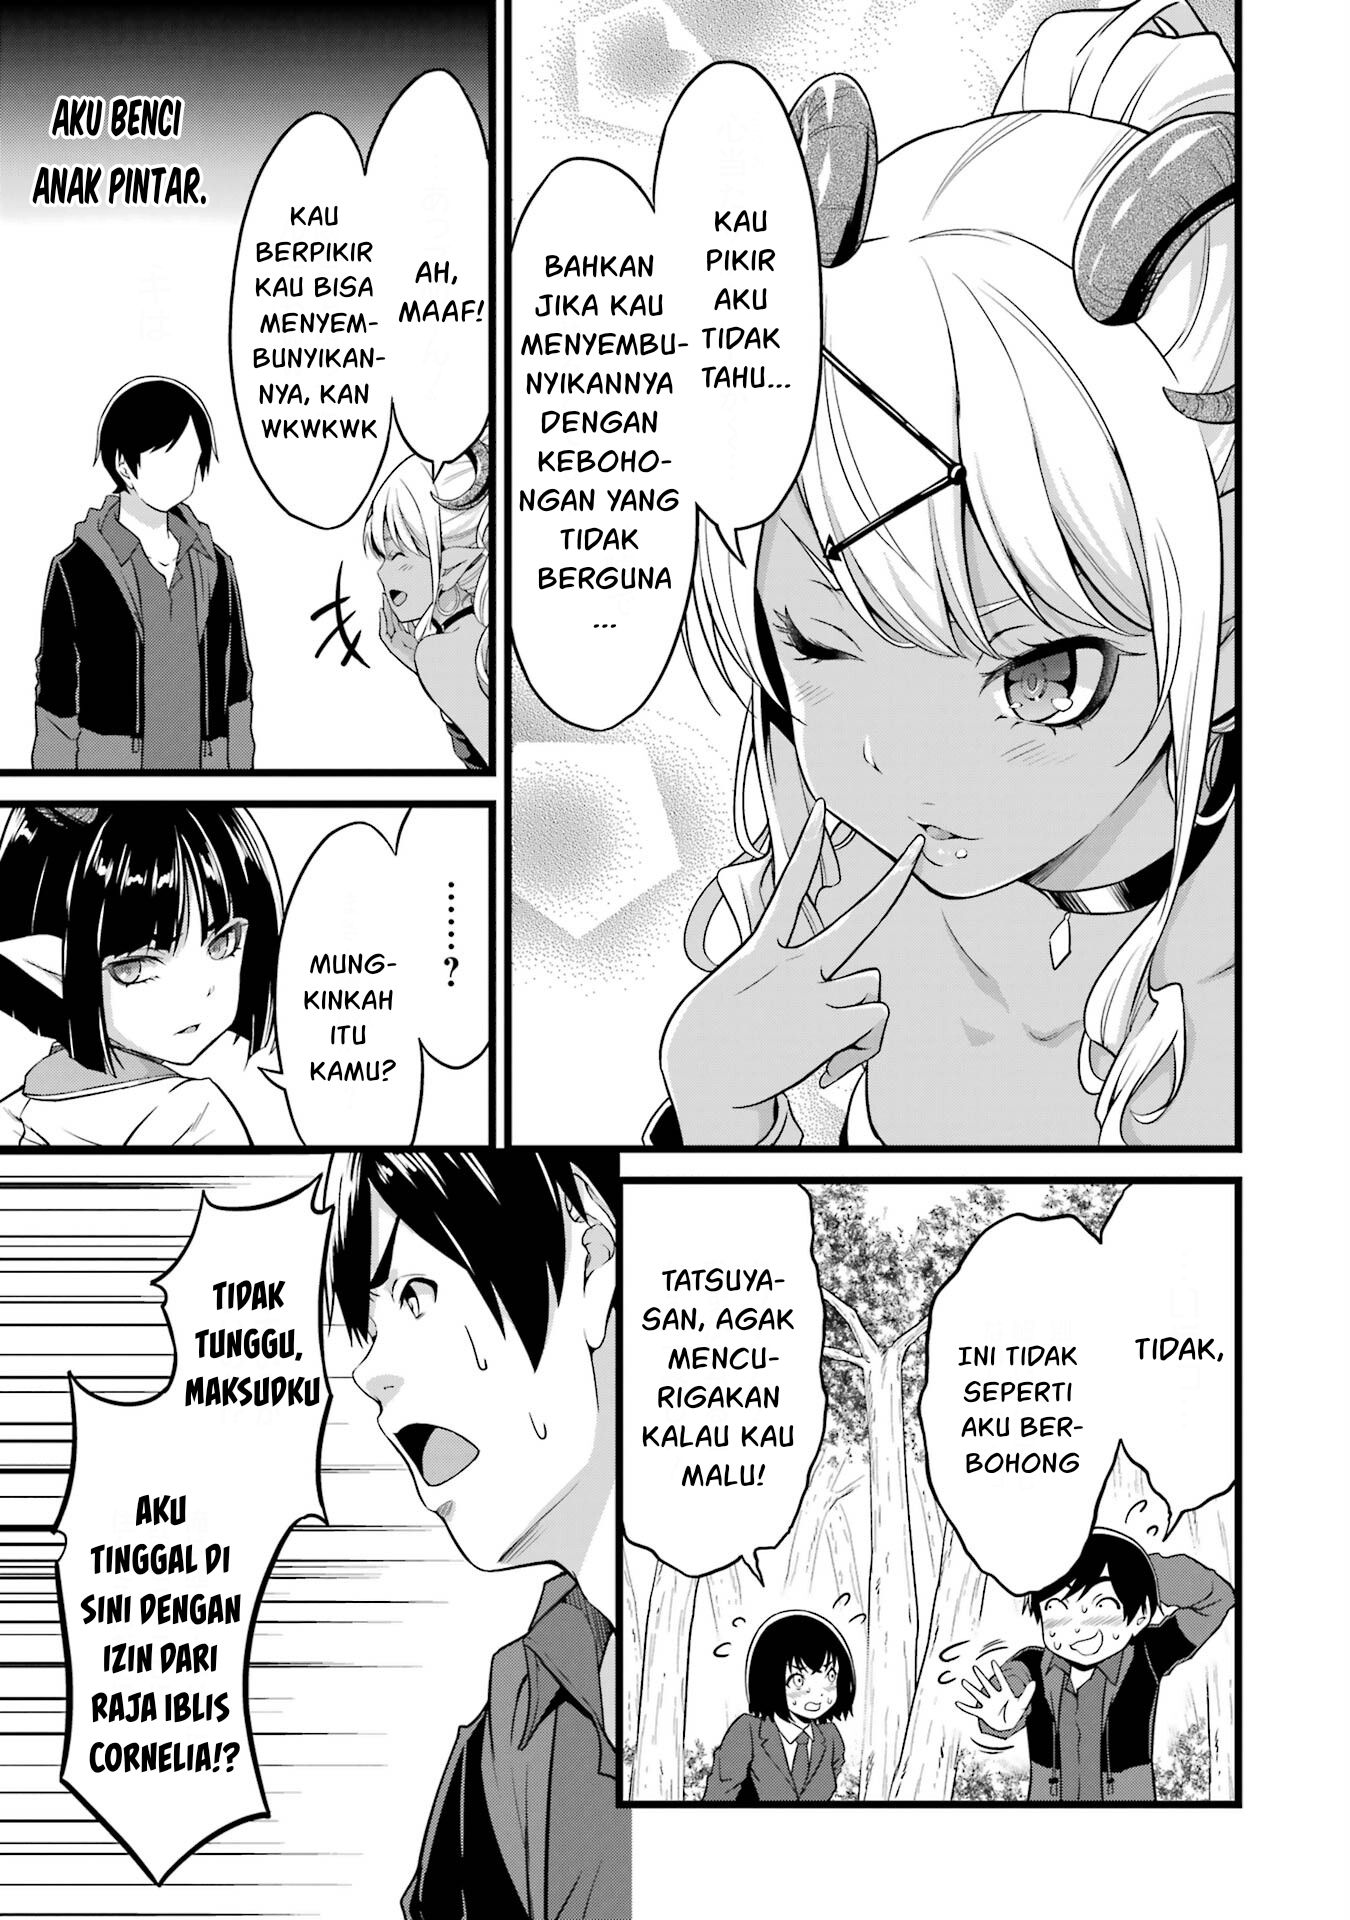 KAU
PIKIR
AKU
TIDAK
TAHU...
BAHKAN
JIKA KAU
MENYEMBU-
NYIKANNYA
DENGAN
KEBOHO-
NGAN YANG
TIDAK
BERGUNA
...
AH,
MAAF!
KAU
BERPIKIR
KAU BISA
MENYEM-
BUNYIKAN-
NYA, KAN
WKWKWK
AKU BENCI
ANAK PINTAR.
......?
MUNG-
KINKAH
ITU
KAMU?
TIDAK,
INI TIDAK
SEPERTI
AKU BER-
BOHONG
TATSUYA-
SAN, AGAK
MENCU-
RIGAKAN
KALAU KAU
MALU!
TIDAK
TUNGGU,
MAKSUDKU
AKU
TINGGAL DI
SINI DENGAN
IZIN DARI
RAJA IBLIS
CORNELIA!?